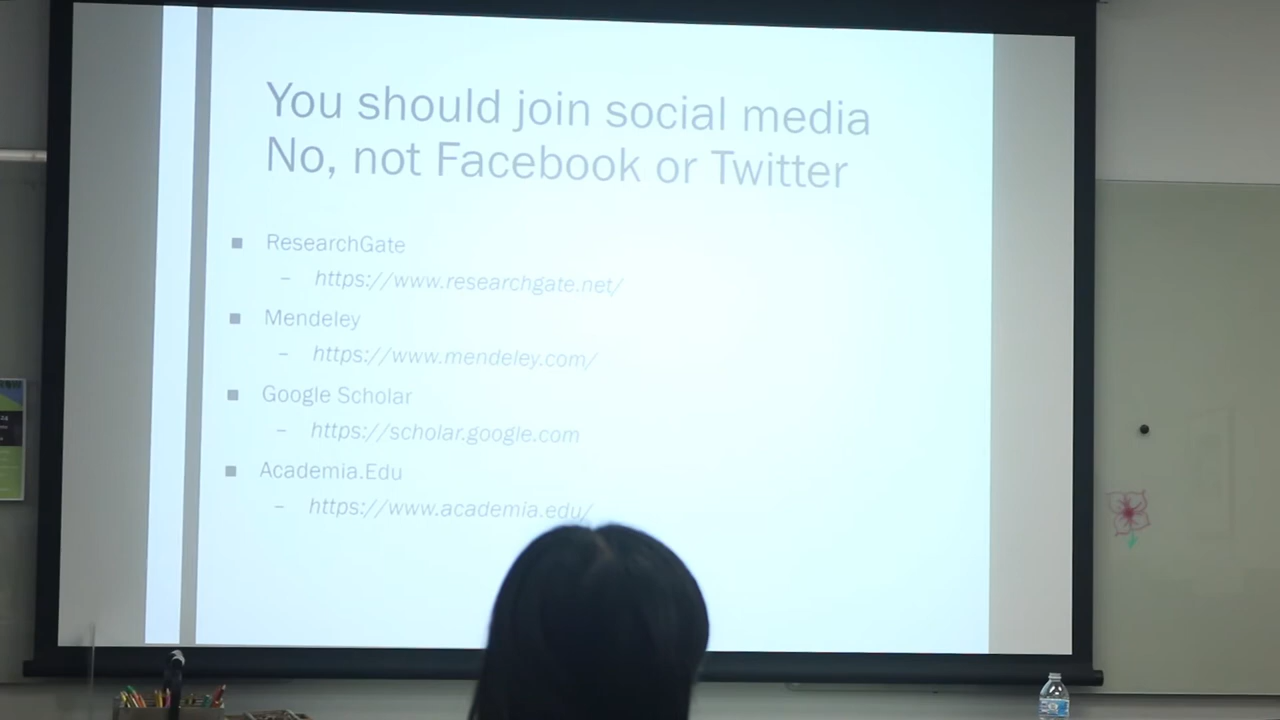 You should join social media
No, not Facebook or Twitter
■ ResearchGate
– https://www.researchgate.net/
■ Mendeley
– https://www.mendeley.com/
■ Google Scholar
– https://scholar.google.com
■ Academia.Edu
– https://www.academia.edu/